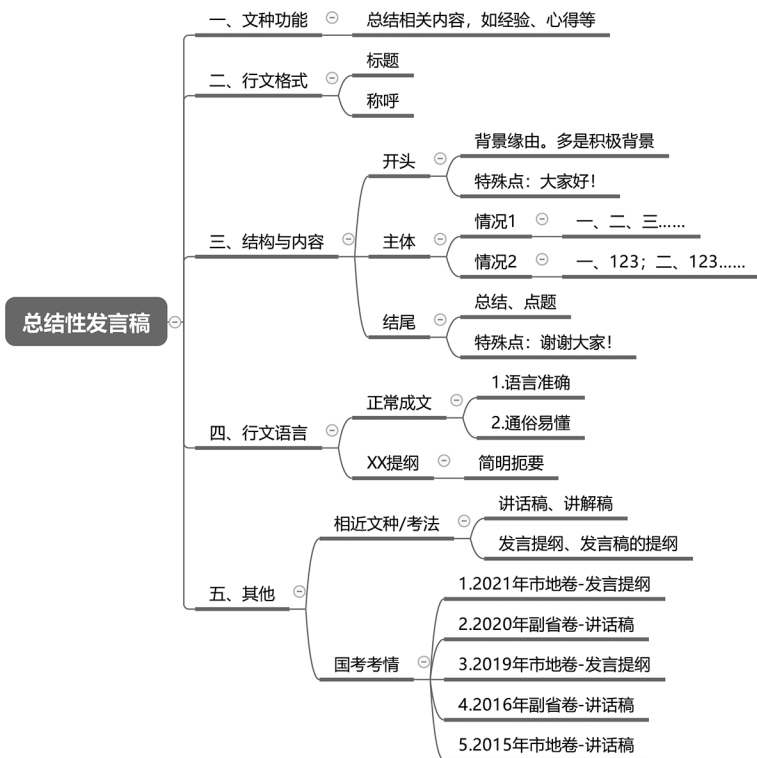 总结性发言稿
一、文种功能
总结相关内容，如经验、心得等
二、行文格式
标题
称呼
三、结构与内容
开头
背景缘由。多是积极背景
特殊点：大家好！
主体
情况1
一、二、三……
情况2
一、123；二、123……
结尾
总结、点题
特殊点：谢谢大家！
四、行文语言
正常成文
1.语言准确
2.通俗易懂
XX提纲
简明扼要
五、其他
相近文种/考法
讲话稿、讲解稿
发言提纲、发言稿的提纲
国考考情
1.2021年市地卷-发言提纲
2.2020年副省卷-讲话稿
3.2019年市地卷-发言提纲
4.2016年副省卷-讲话稿
5.2015年市地卷-讲话稿